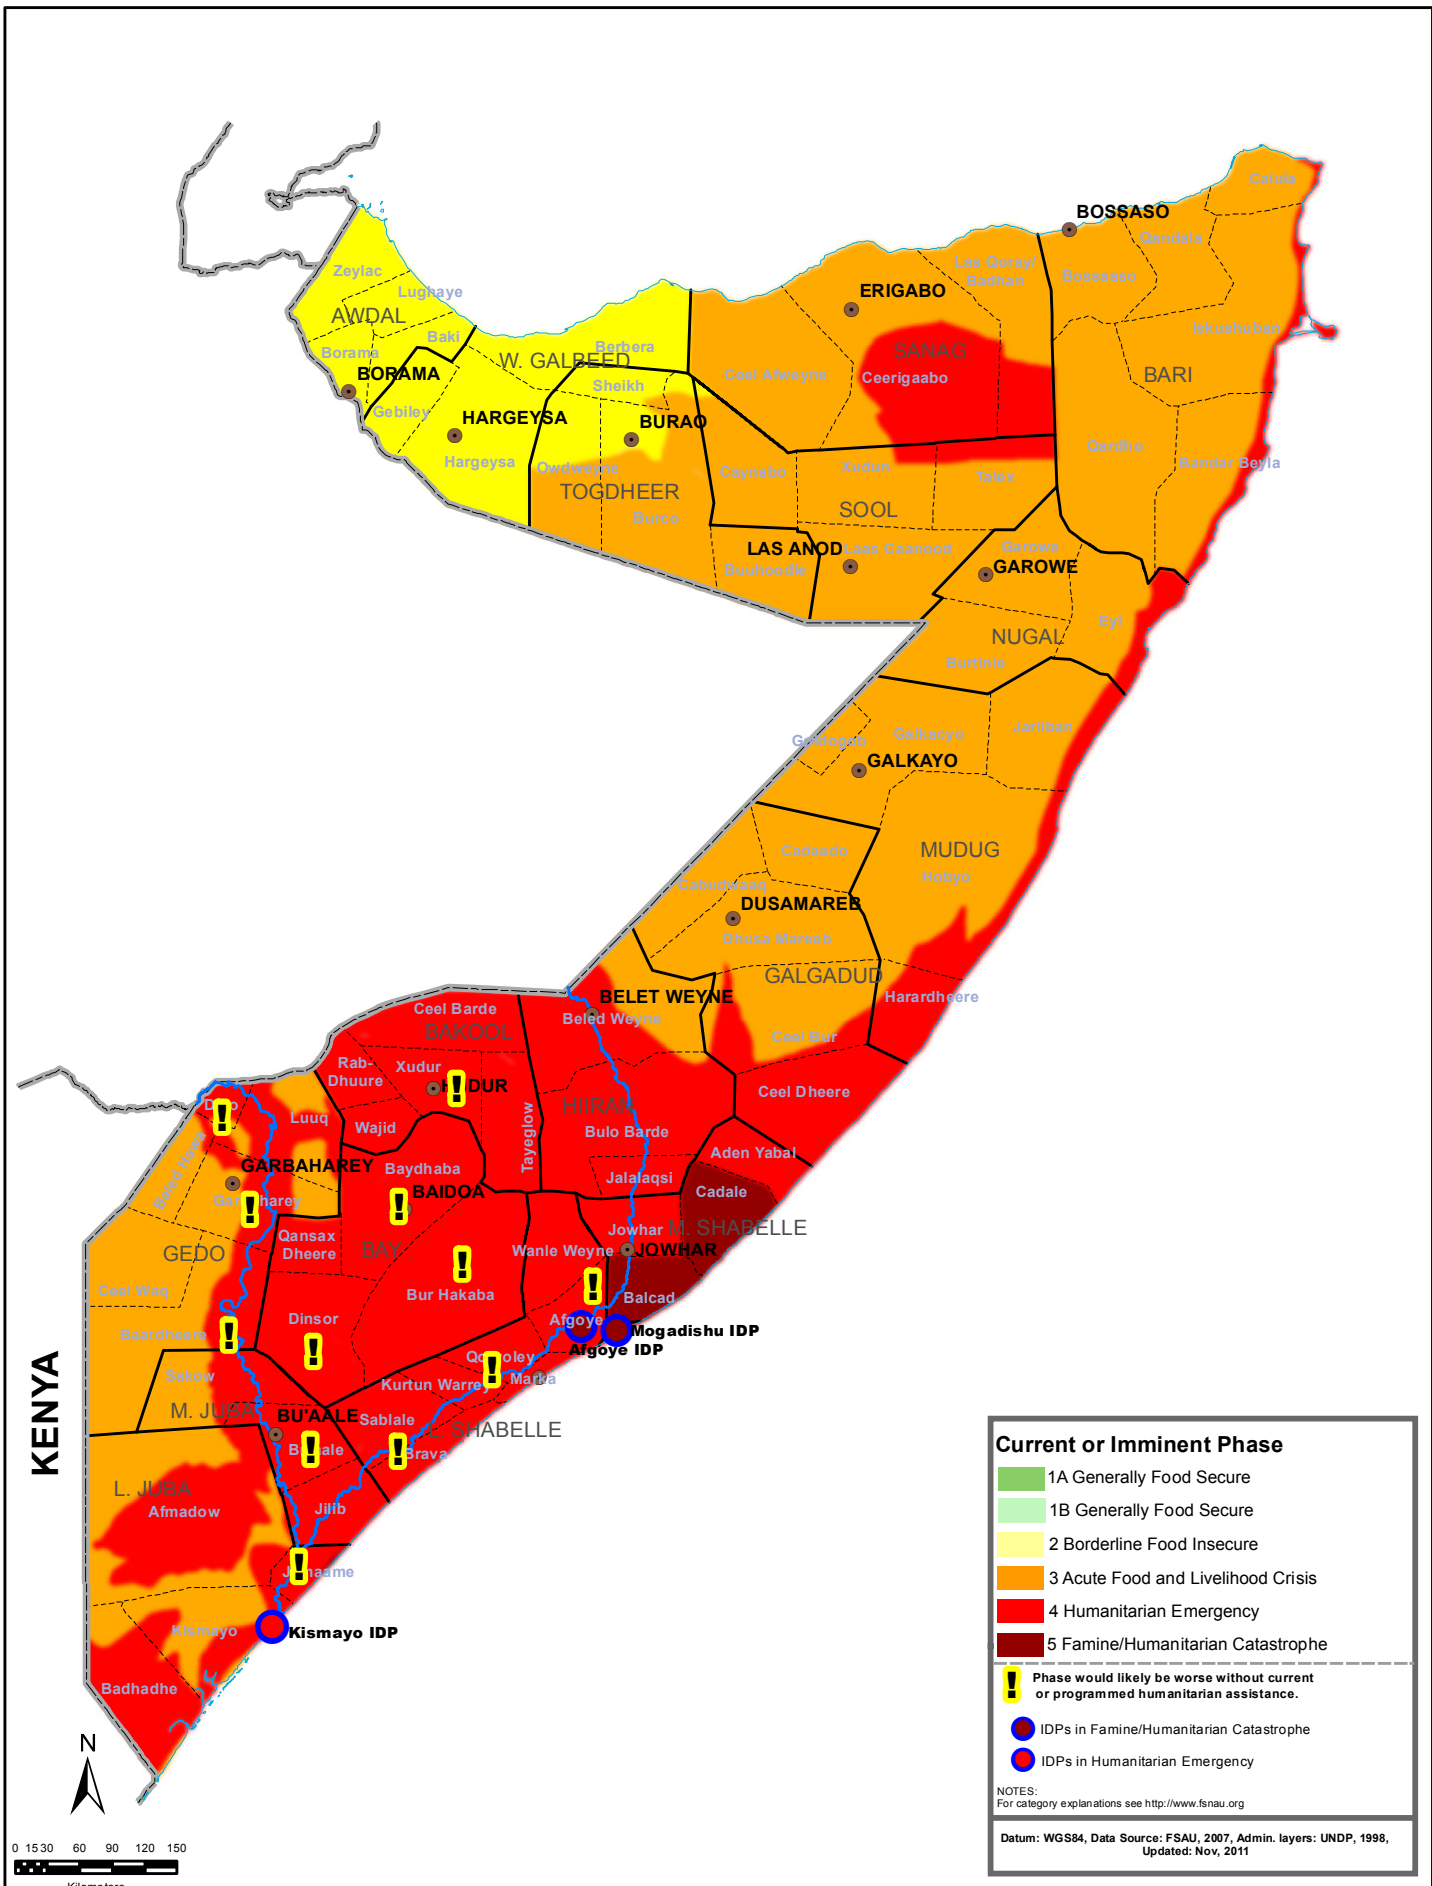 BOSSASO
Calula
Qandala
Bosssaso
Las Qoray/
Badhan
Zeylac
Lughaye
ERIGABO
AWDAL
Iskushuban
Baki
Borama
Berbera
W. GALBEED
SANAG
BORAMA
Sheikh
Ceel Afweyne
Ceerigaabo
BARI
Gebiley
HARGEYSA
BURAO
Hargeysa
Owdweyne
Caynabo
Xudun
Talex
Qardho
Bandar Beyla
TOGDHEER
Burco
SOOL
LAS ANOD
Laas Caanood
Garowe
Buuhoodle
GAROWE
Eyl
NUGAL
Burtinle
Goldogob
Galkacyo
Jariiban
GALKAYO
Cadaado
MUDUG
Cabudwaaq
Hobyo
DUSAMAREB
Dhusa Mareeb
GALGADUD
BELET WEYNE
Harardheere
Ceel Barde
Beled Weyne
BAKOOL
Ceel Bur
Rab-
Dhuure
Xudur
Ceel Dheere
Luuq
HIIRAN
Wajid
Tayeglow
Bulo Barde
Beled Hawa
GARBAHAREY
Baydhaba
Aden Yabal
Jalalaqsi
BAIDOA
Cadale
Qansax
Dheere
Jowhar
M. SHABELLE
GEDO
BAY
Wanle Weyne
JOWHAR
Ceel Waq
Bur Hakaba
Balcad
Dinsor
Afgoye
Mogadishu IDP
Baardheere
Afgoye IDP
Sakow
Kurtun Warrey
Marka
KENYA
M. JUBA
BU'AALE
Sablale
L. SHABELLE
Brava
L. JUBA
Afmadow
Jilib
Kismayo
Kismayo IDP
Badhadhe
N
0 15 30 60 90 120 150
Kilometers
Current or Imminent Phase
1A Generally Food Secure
1B Generally Food Secure
2 Borderline Food Insecure
3 Acute Food and Livelihood Crisis
4 Humanitarian Emergency
5 Famine/Humanitarian Catastrophe
! Phase would likely be worse without current
or programmed humanitarian assistance.
IDPs in Famine/Humanitarian Catastrophe
IDPs in Humanitarian Emergency
NOTES:
For category explanations see http://www.fsnau.org
Datum: WGS84, Data Source: FSAU, 2007, Admin. layers: UNDP, 1998,
Updated: Nov, 2011